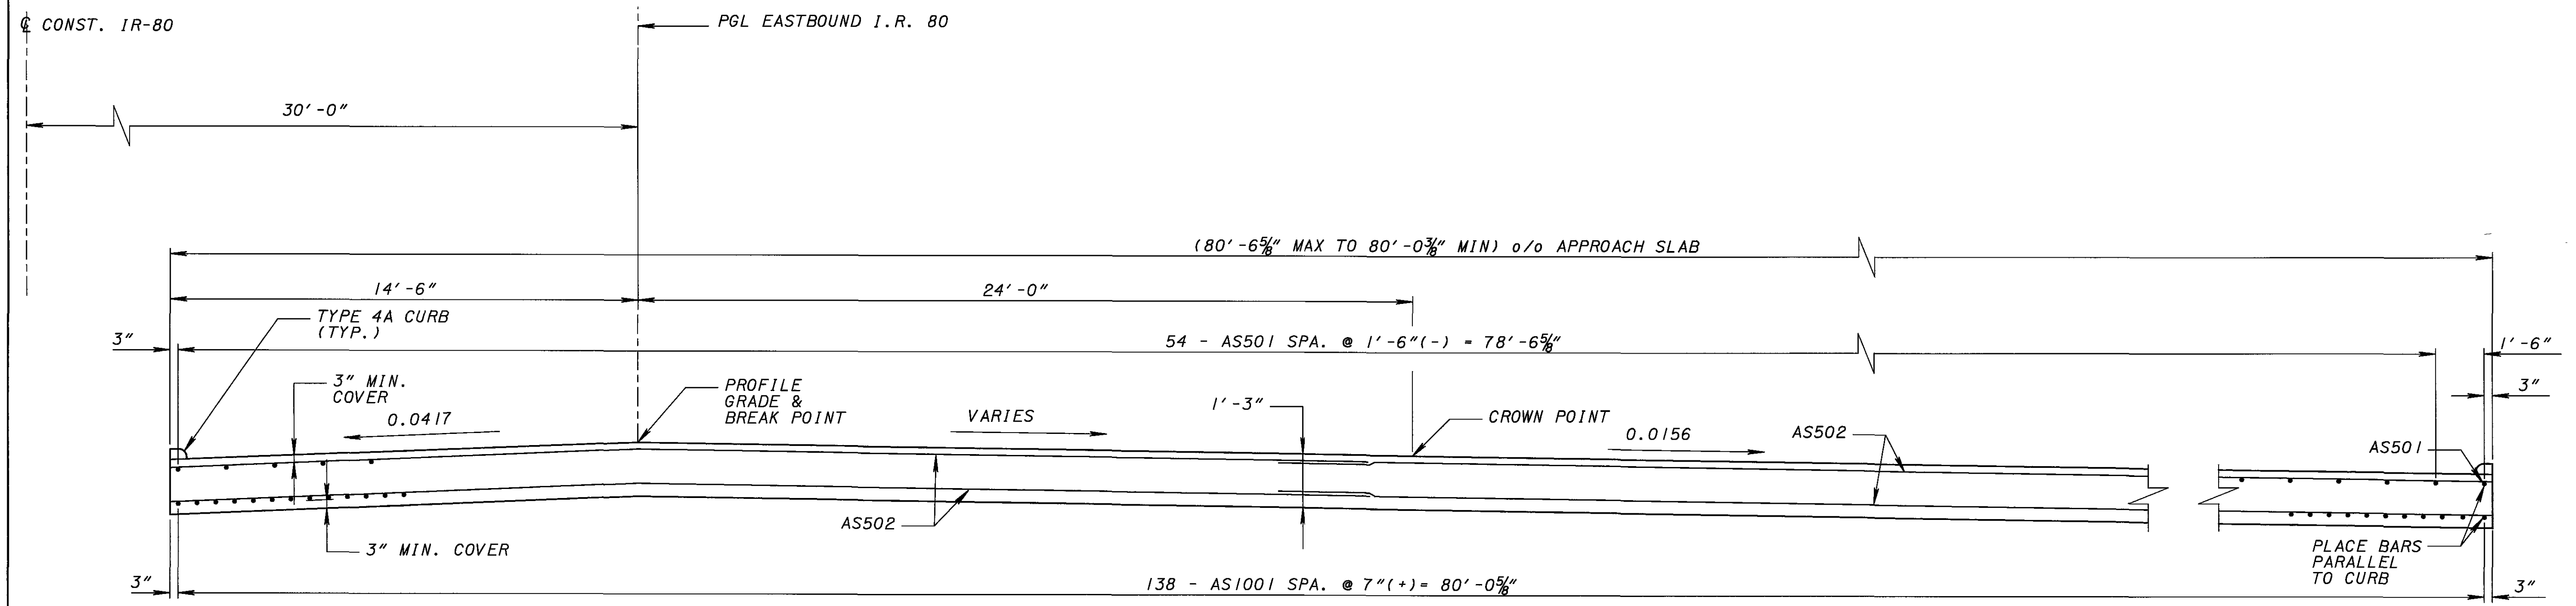 ℄ CONST. IR-80
PGL EASTBOUND I.R. 80
30'-0"
(80'-6⅝" MAX TO 80'-0⅜" MIN) o/o APPROACH SLAB
14'-6"
24'-0"
TYPE 4A CURB
(TYP.)
3"
54 - AS501 SPA. @ 1'-6"(-) = 78'-6⅝"
1'-6"
3"
3" MIN.
COVER
PROFILE
GRADE &
BREAK POINT
1'-3"
0.0417
VARIES
CROWN POINT
0.0156
AS502
AS501
AS502
3" MIN. COVER
PLACE BARS
PARALLEL
TO CURB
3"
138 - AS1001 SPA. @ 7"(+)= 80'-0⅝"
3"